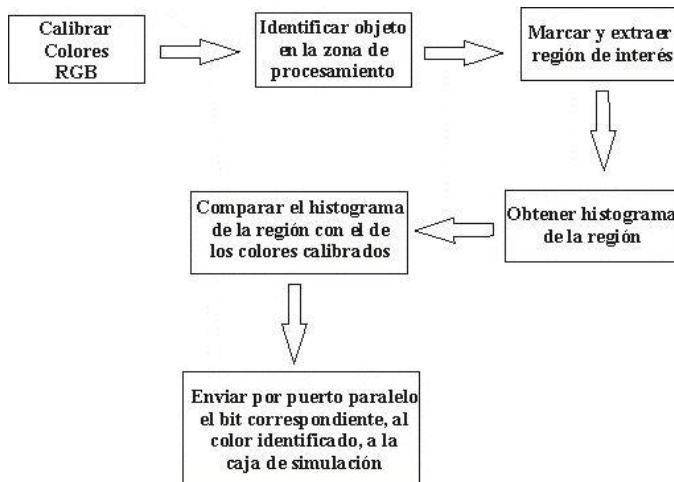 Calibrar
Colores
RGB
Identificar objeto
en la zona de
procesamiento
Marcar y extraer
región de interés
Obtener histograma
de la región
Comparar el histograma
de la región con el de
los colores calibrados
Enviar por puerto paralelo
el bit correspondiente, al
color identificado, a la
caja de simulación